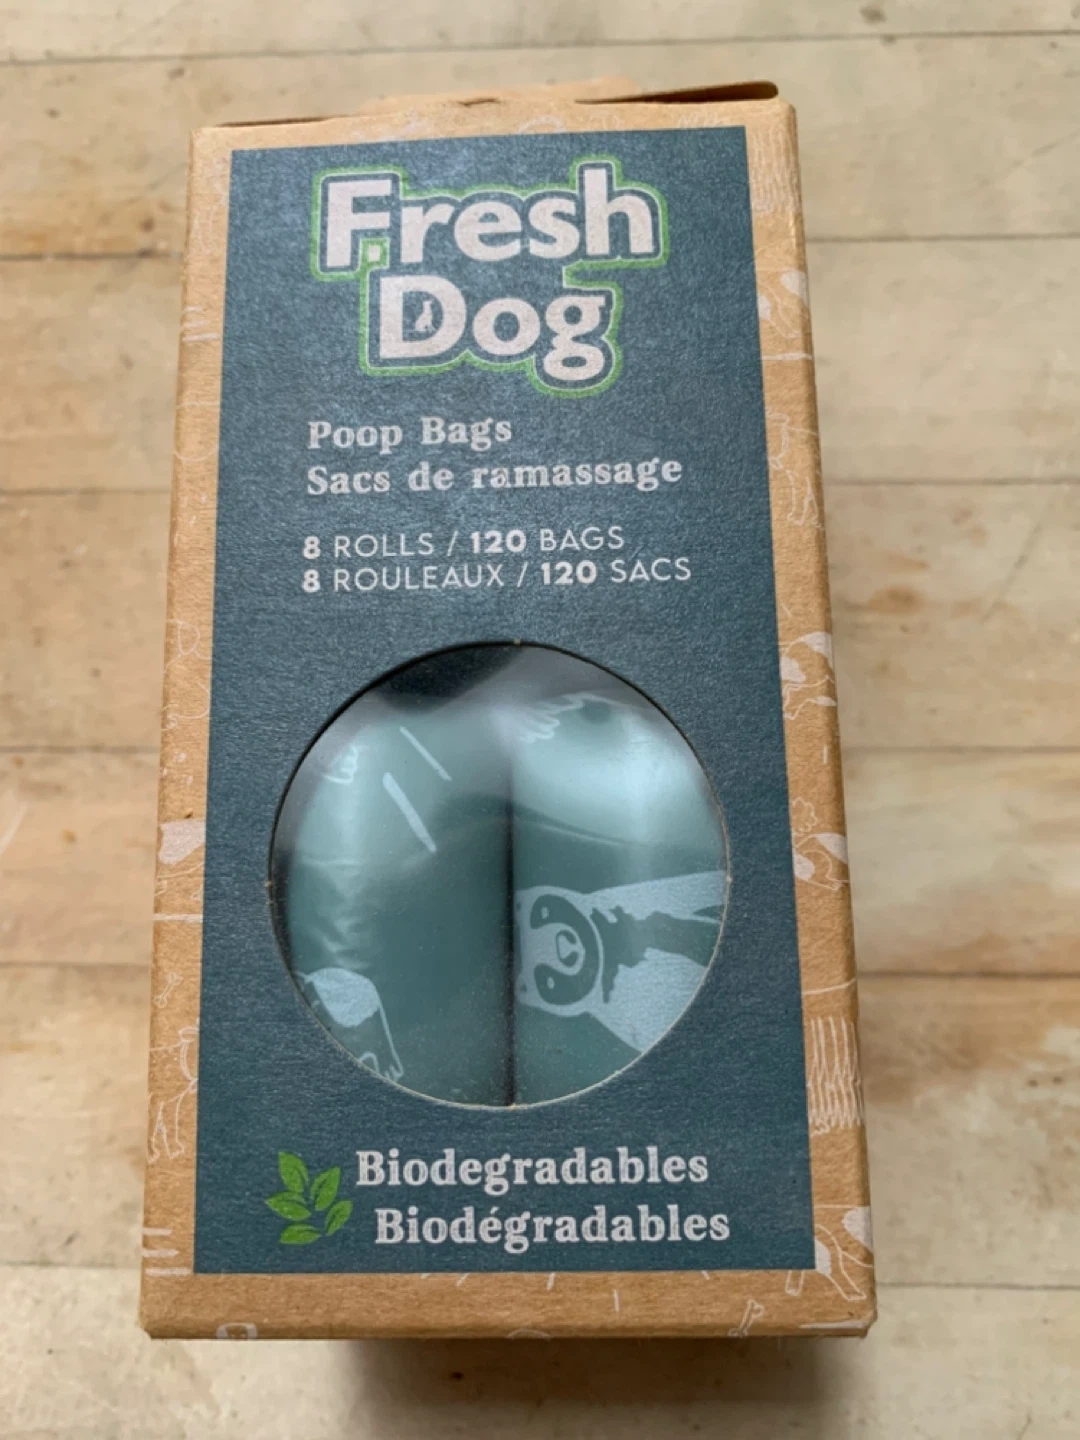 Fresh
Dog
Poop Bags
Sacs de ramassage
8 ROLLS / 120 BAGS
8 ROULEAUX / 120 SACS
Biodegradables
Biodégradables